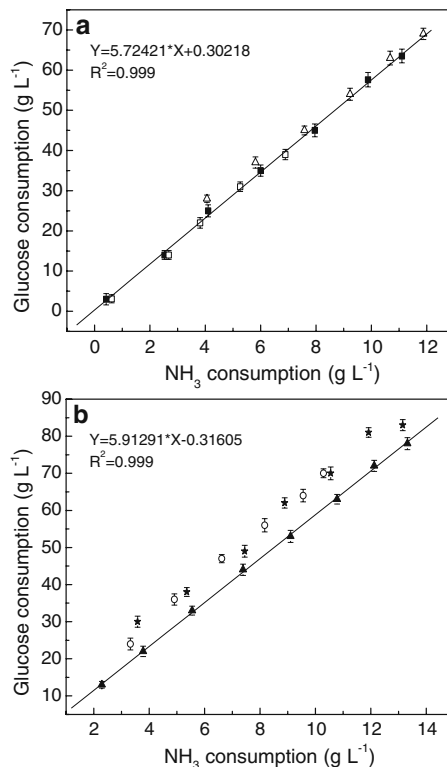 a
Y=5.72421*X+0.30218
R²=0.999
70
60
50
40
30
20
10
0
Glucose consumption (g L⁻¹)
0 2 4 6 8 10 12
NH₃ consumption (g L⁻¹)
b
Y=5.91291*X-0.31605
R²=0.999
90
80
70
60
50
40
30
20
10
Glucose consumption (g L⁻¹)
2 4 6 8 10 12 14
NH₃ consumption (g L⁻¹)